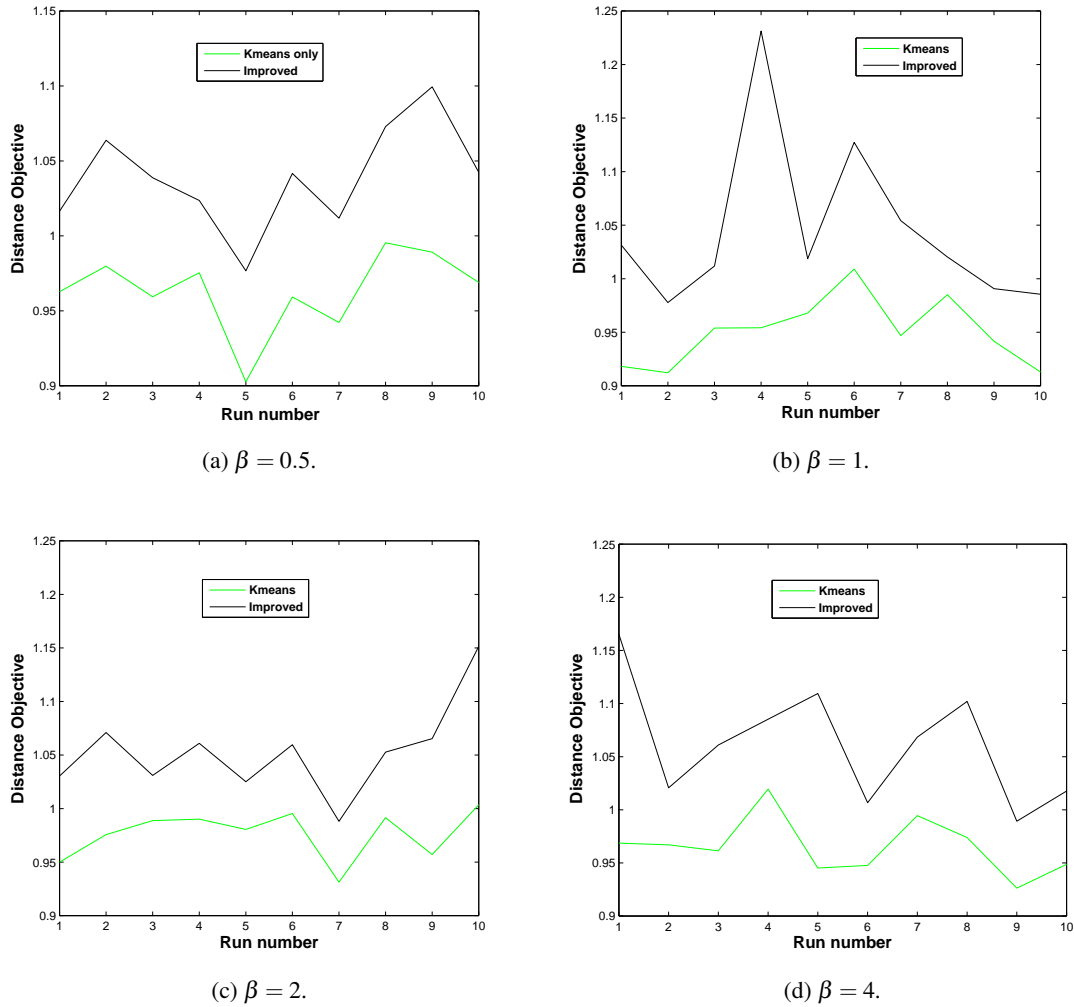 1.15
1.1
1.05
1
0.95
0.9
Distance Objective
Kmeans only
Improved
1 2 3 4 5 6 7 8 9 10
Run number
(a) β = 0.5.
1.25
1.2
1.15
1.1
1.05
1
0.95
0.9
Distance Objective
Kmeans
Improved
1 2 3 4 5 6 7 8 9 10
Run number
(b) β = 1.
1.25
1.2
1.15
1.1
1.05
1
0.95
0.9
Distance Objective
Kmeans
Improved
1 2 3 4 5 6 7 8 9 10
Run number
(c) β = 2.
1.25
1.2
1.15
1.1
1.05
1
0.95
0.9
Distance Objective
Kmeans
Improved
1 2 3 4 5 6 7 8 9 10
Run number
(d) β = 4.